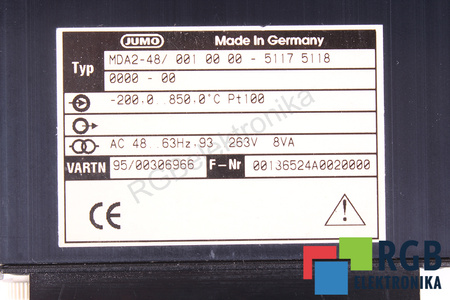 JUMO Made in Germany
Typ MDA2-48/ 001 00 00 - 5117 5118
0000 - 00
-200,0..850,0°C Pt100
AC 48...63Hz,93...263V 8VA
VARTN 95/00306966 F-Nr 00136524A0020000
CE
RGBelektronika
RGB
ELEKTRONIKA